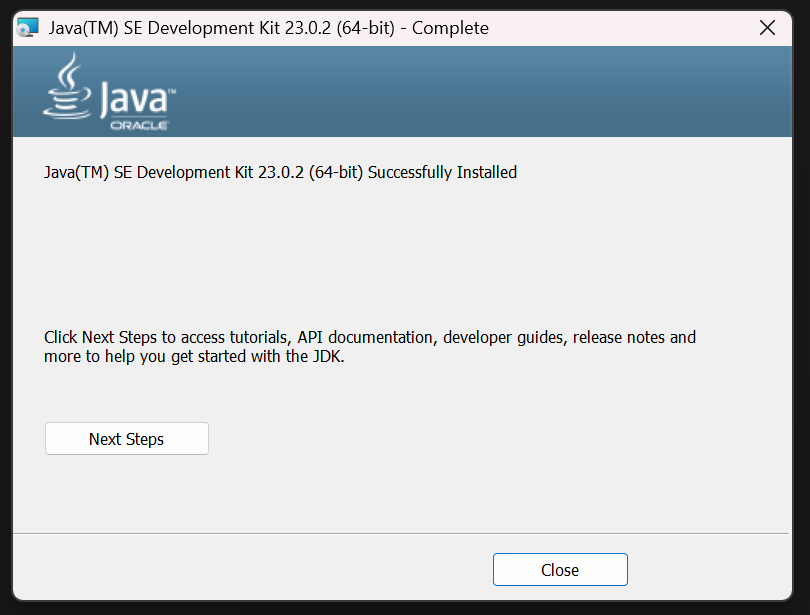 Java(TM) SE Development Kit 23.0.2 (64-bit) - Complete
Java™
ORACLE
Java(TM) SE Development Kit 23.0.2 (64-bit) Successfully Installed
Click Next Steps to access tutorials, API documentation, developer guides, release notes and
more to help you get started with the JDK.
Next Steps
Close